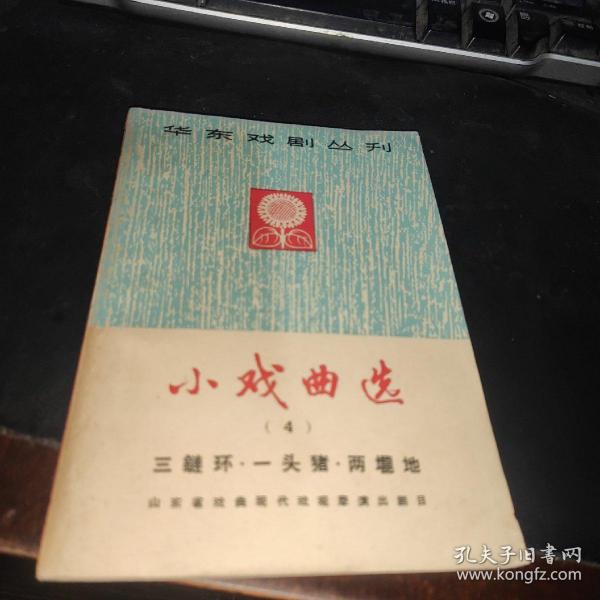 华东戏剧丛刊
小戏曲选
(4)
三鏈环·一头猪·两堰地
山东省戏曲现代戏观摩演出剧目
孔夫子旧書网
www.kongfz.com